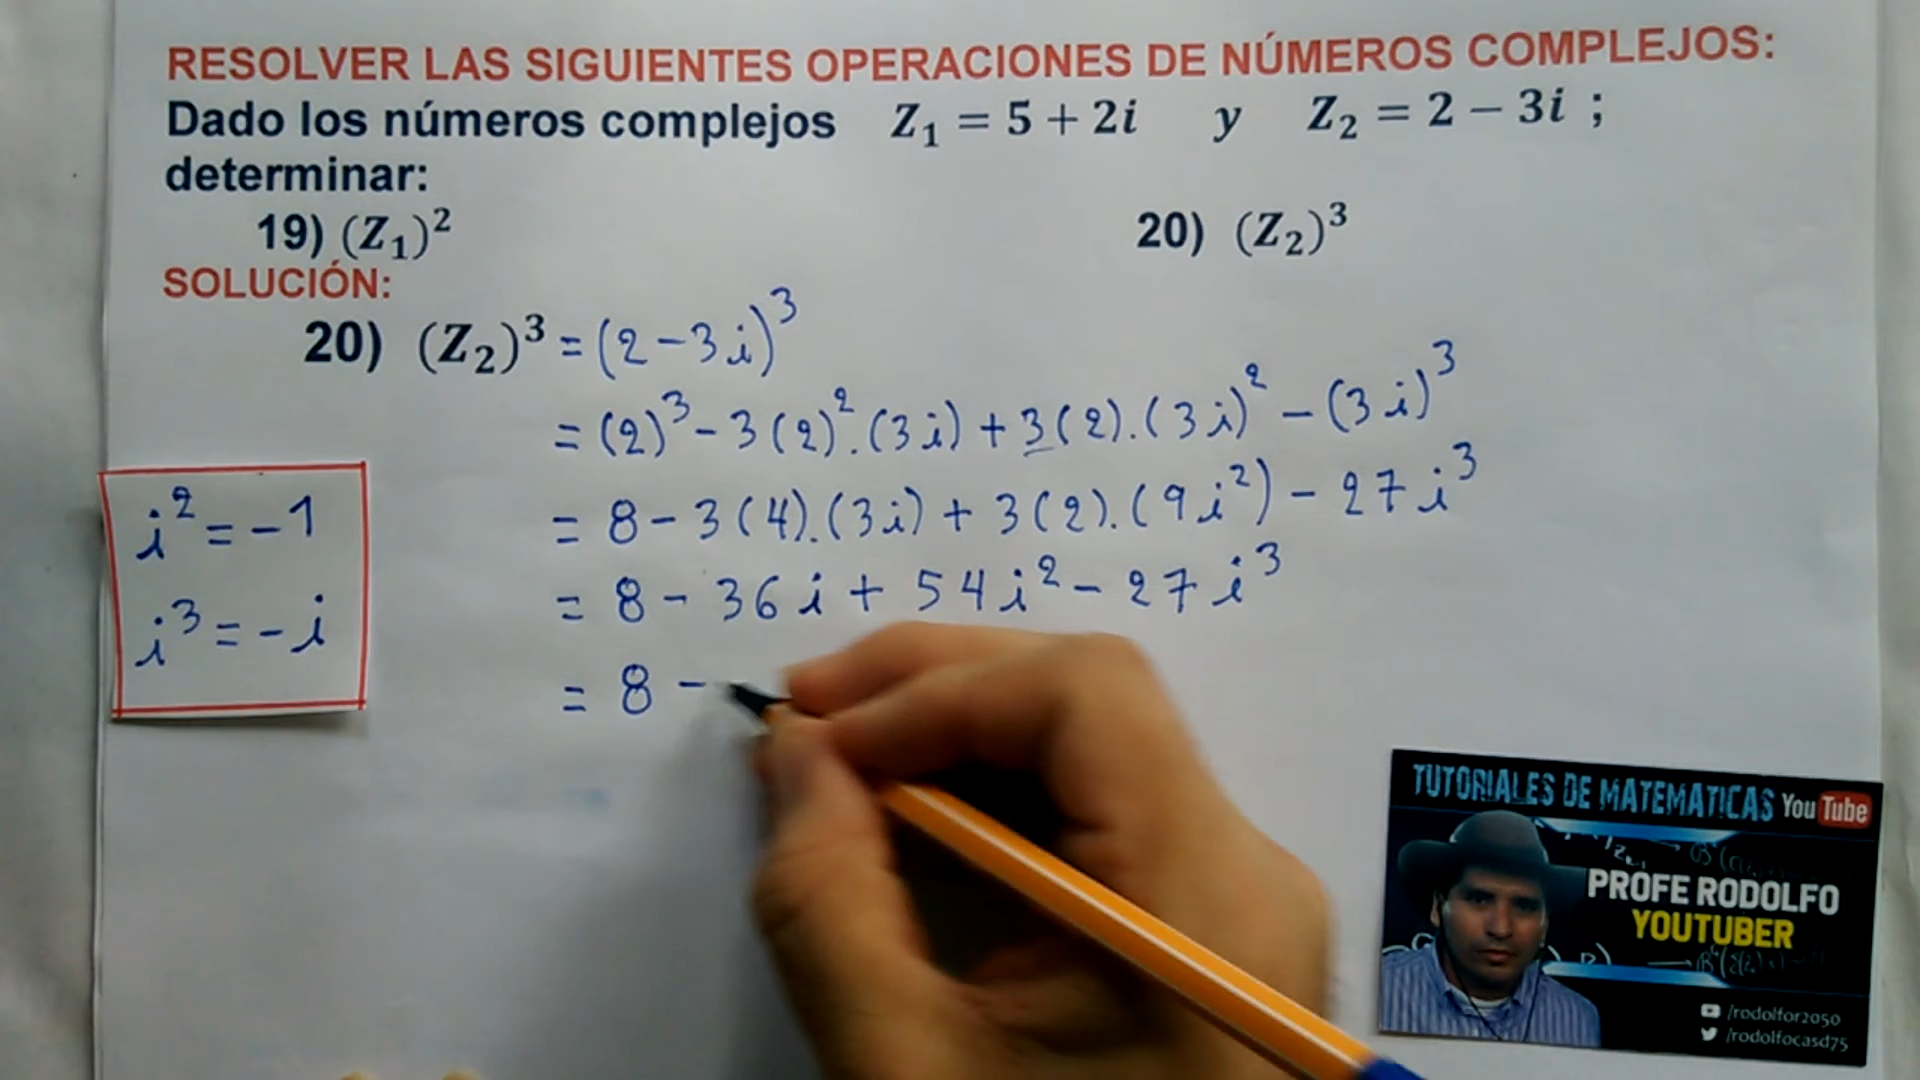 RESOLVER LAS SIGUIENTES OPERACIONES DE NÚMEROS COMPLEJOS:
Dado los números complejos Z₁ = 5 + 2i y Z₂ = 2 − 3i ;
determinar:
19) (Z₁)² 20) (Z₂)³
SOLUCIÓN:
20) (Z₂)³ = (2 − 3i)³
= (2)³ − 3(2)².(3i) + 3(2).(3i)² − (3i)³
= 8 − 3(4).(3i) + 3(2).(9i²) − 27i³
= 8 − 36i + 54i² − 27i³
= 8 −
i² = −1
i³ = −i
TUTORIALES DE MATEMATICAS YouTube
PROFE RODOLFO
YOUTUBER
/rodolfor2050
/rodolfocasd75